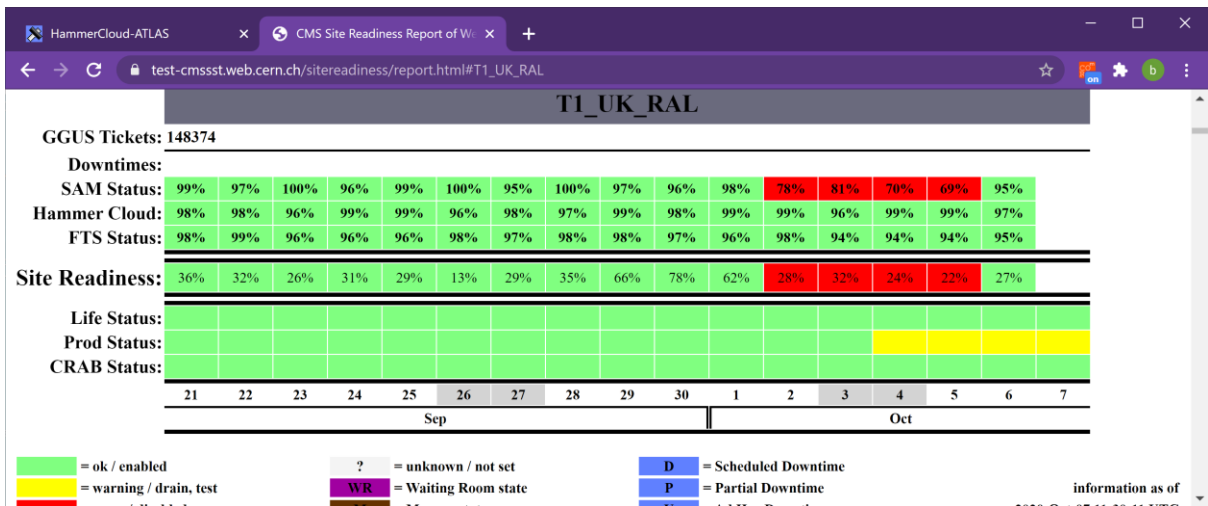 HammerCloud-ATLAS
CMS Site Readiness Report of We
test-cmssst.web.cern.ch/sitereadiness/report.html#T1_UK_RAL
on
b
T1_UK_RAL
GGUS Tickets: 148374
Downtimes:
SAM Status: 99% 97% 100% 96% 99% 100% 95% 100% 97% 96% 98% 78% 81% 70% 69% 95%
Hammer Cloud: 98% 98% 96% 99% 99% 96% 98% 97% 99% 98% 99% 99% 96% 99% 99% 97%
FTS Status: 98% 99% 96% 96% 96% 98% 97% 98% 98% 97% 96% 98% 94% 94% 94% 95%
Site Readiness: 36% 32% 26% 31% 29% 13% 29% 35% 66% 78% 62% 28% 32% 24% 22% 27%
Life Status:
Prod Status:
CRAB Status:
21 22 23 24 25 26 27 28 29 30 1 2 3 4 5 6 7
Sep Oct
= ok / enabled ? = unknown / not set D = Scheduled Downtime
= warning / drain, test WR = Waiting Room state P = Partial Downtime information as of